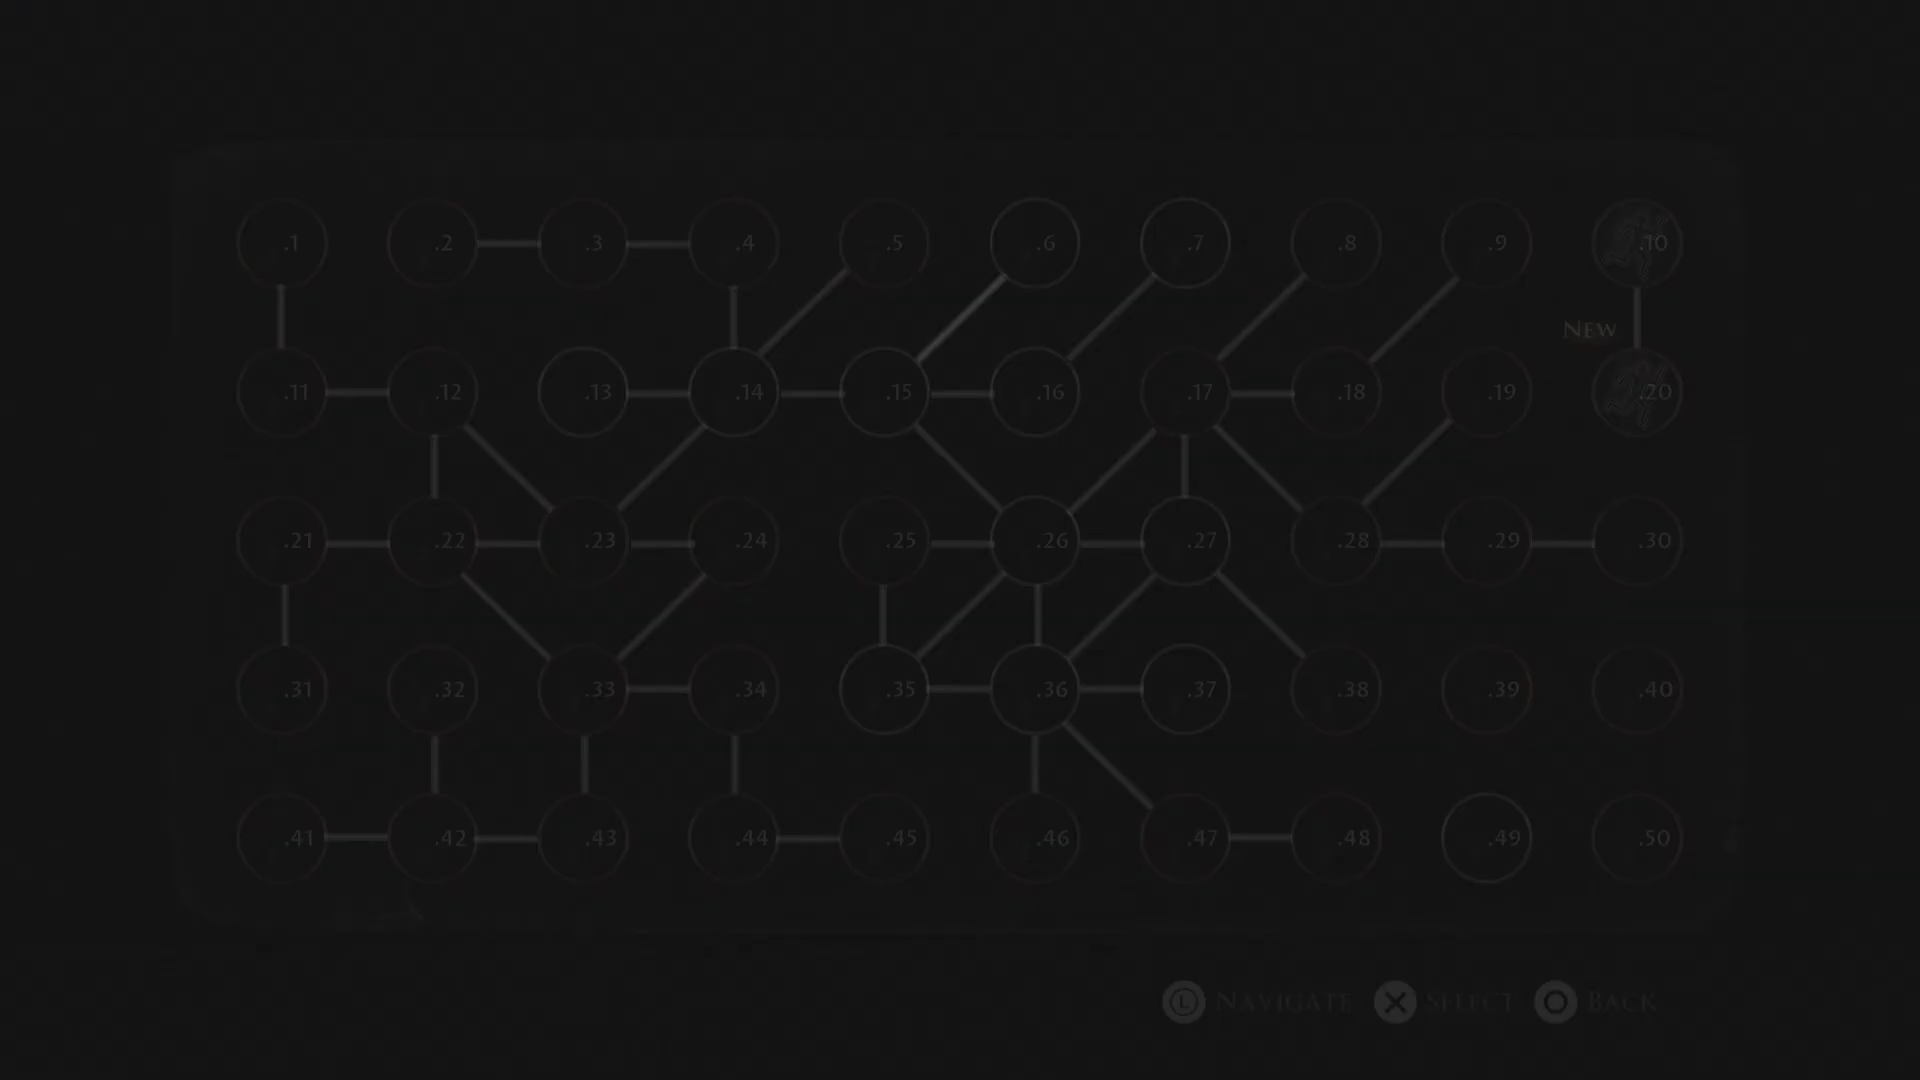 .1 .2 .3 .4 .5 .6 .7 .8 .9 .10
New
.11 .12 .13 .14 .15 .16 .17 .18 .19 .20
.21 .22 .23 .24 .25 .26 .27 .28 .29 .30
.31 .32 .33 .34 .35 .36 .37 .38 .39 .40
.41 .42 .43 .44 .45 .46 .47 .48 .49 .50
L Navigate Select Back